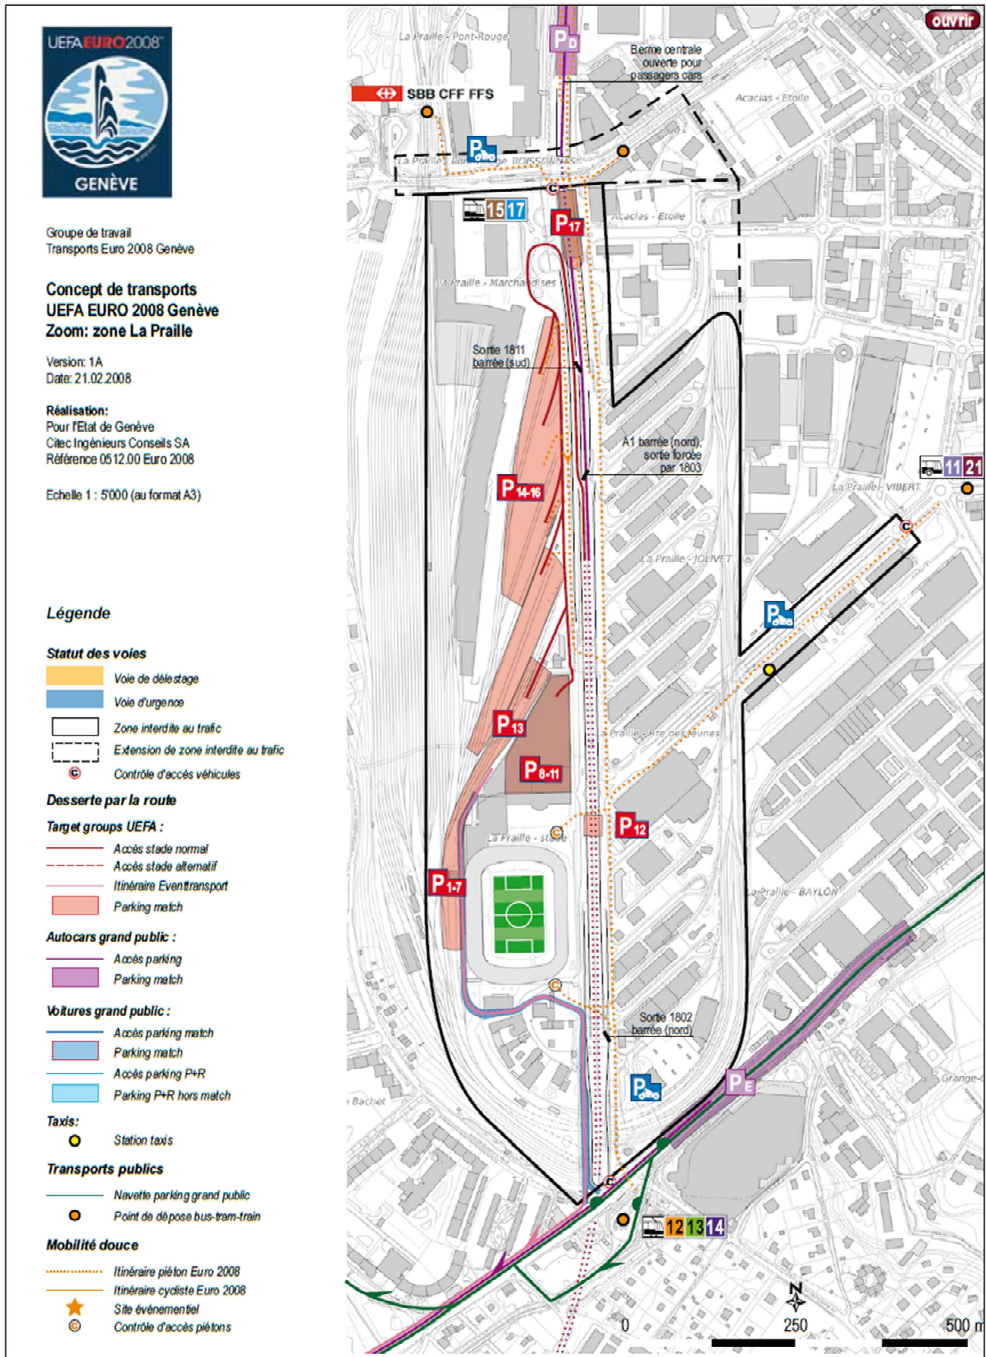 UEFA EURO2008™
GENÈVE
Groupe de travail
Transports Euro 2008 Genève
Concept de transports
UEFA EURO 2008 Genève
Zoom: zone La Praille
Version: 1A
Date: 21.02.2008
Réalisation:
Pour l'Etat de Genève
Citec Ingénieurs Conseils SA
Référence 0512.00 Euro 2008
Echelle 1 : 5'000 (au format A3)
Légende
Statut des voies
Voie de délestage
Voie d'urgence
Zone interdite au trafic
Extension de zone interdite au trafic
C Contrôle d'accès véhicules
Desserte par la route
Target groups UEFA :
Accès stade normal
Accès stade alternatif
Itinéraire Eventtransport
Parking match
Autocars grand public :
Accès parking
Parking match
Voitures grand public :
Accès parking match
Parking match
Accès parking P+R
Parking P+R hors match
Taxis:
Station taxis
Transports publics
Navette parking grand public
Point de dépose bus-tram-train
Mobilité douce
Itinéraire piéton Euro 2008
Itinéraire cycliste Euro 2008
Site événementiel
C Contrôle d'accès piétons
ouvrir
La Praille - Pont-Rouge
PD
Berme centrale
ouverte pour
passagers cars
SBB CFF FFS
Acacias - Etoile
P
C
15 17
P17
Acacias - Etoile
La Praille - Marchandises
Sortie 1811
barrée (sud)
A1 barrée (nord),
sortie forcée
par 1803
11 21
La Praille - VIBERT
P14-16
C
La Praille - JOLIVET
P
P13
La Praille - Rte des Jeunes
P8-11
P12
La Praille - stade
C
P1-7
La Praille - BAYLON
C
Sortie 1802
barrée (nord)
P
PE
Grange-C
e Bachet
C
12 13 14
N
0 250 500 m